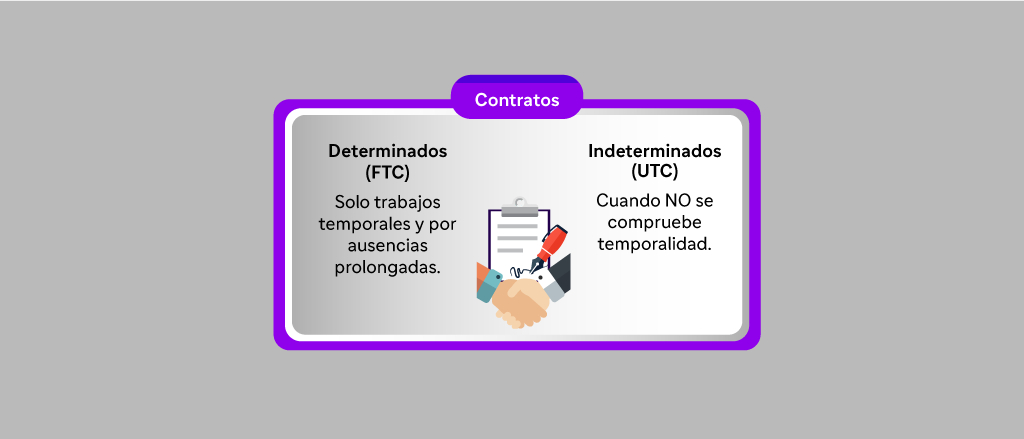 Contratos
Determinados
(FTC)
Solo trabajos
temporales y por
ausencias
prolongadas.
Indeterminados
(UTC)
Cuando NO se
compruebe
temporalidad.